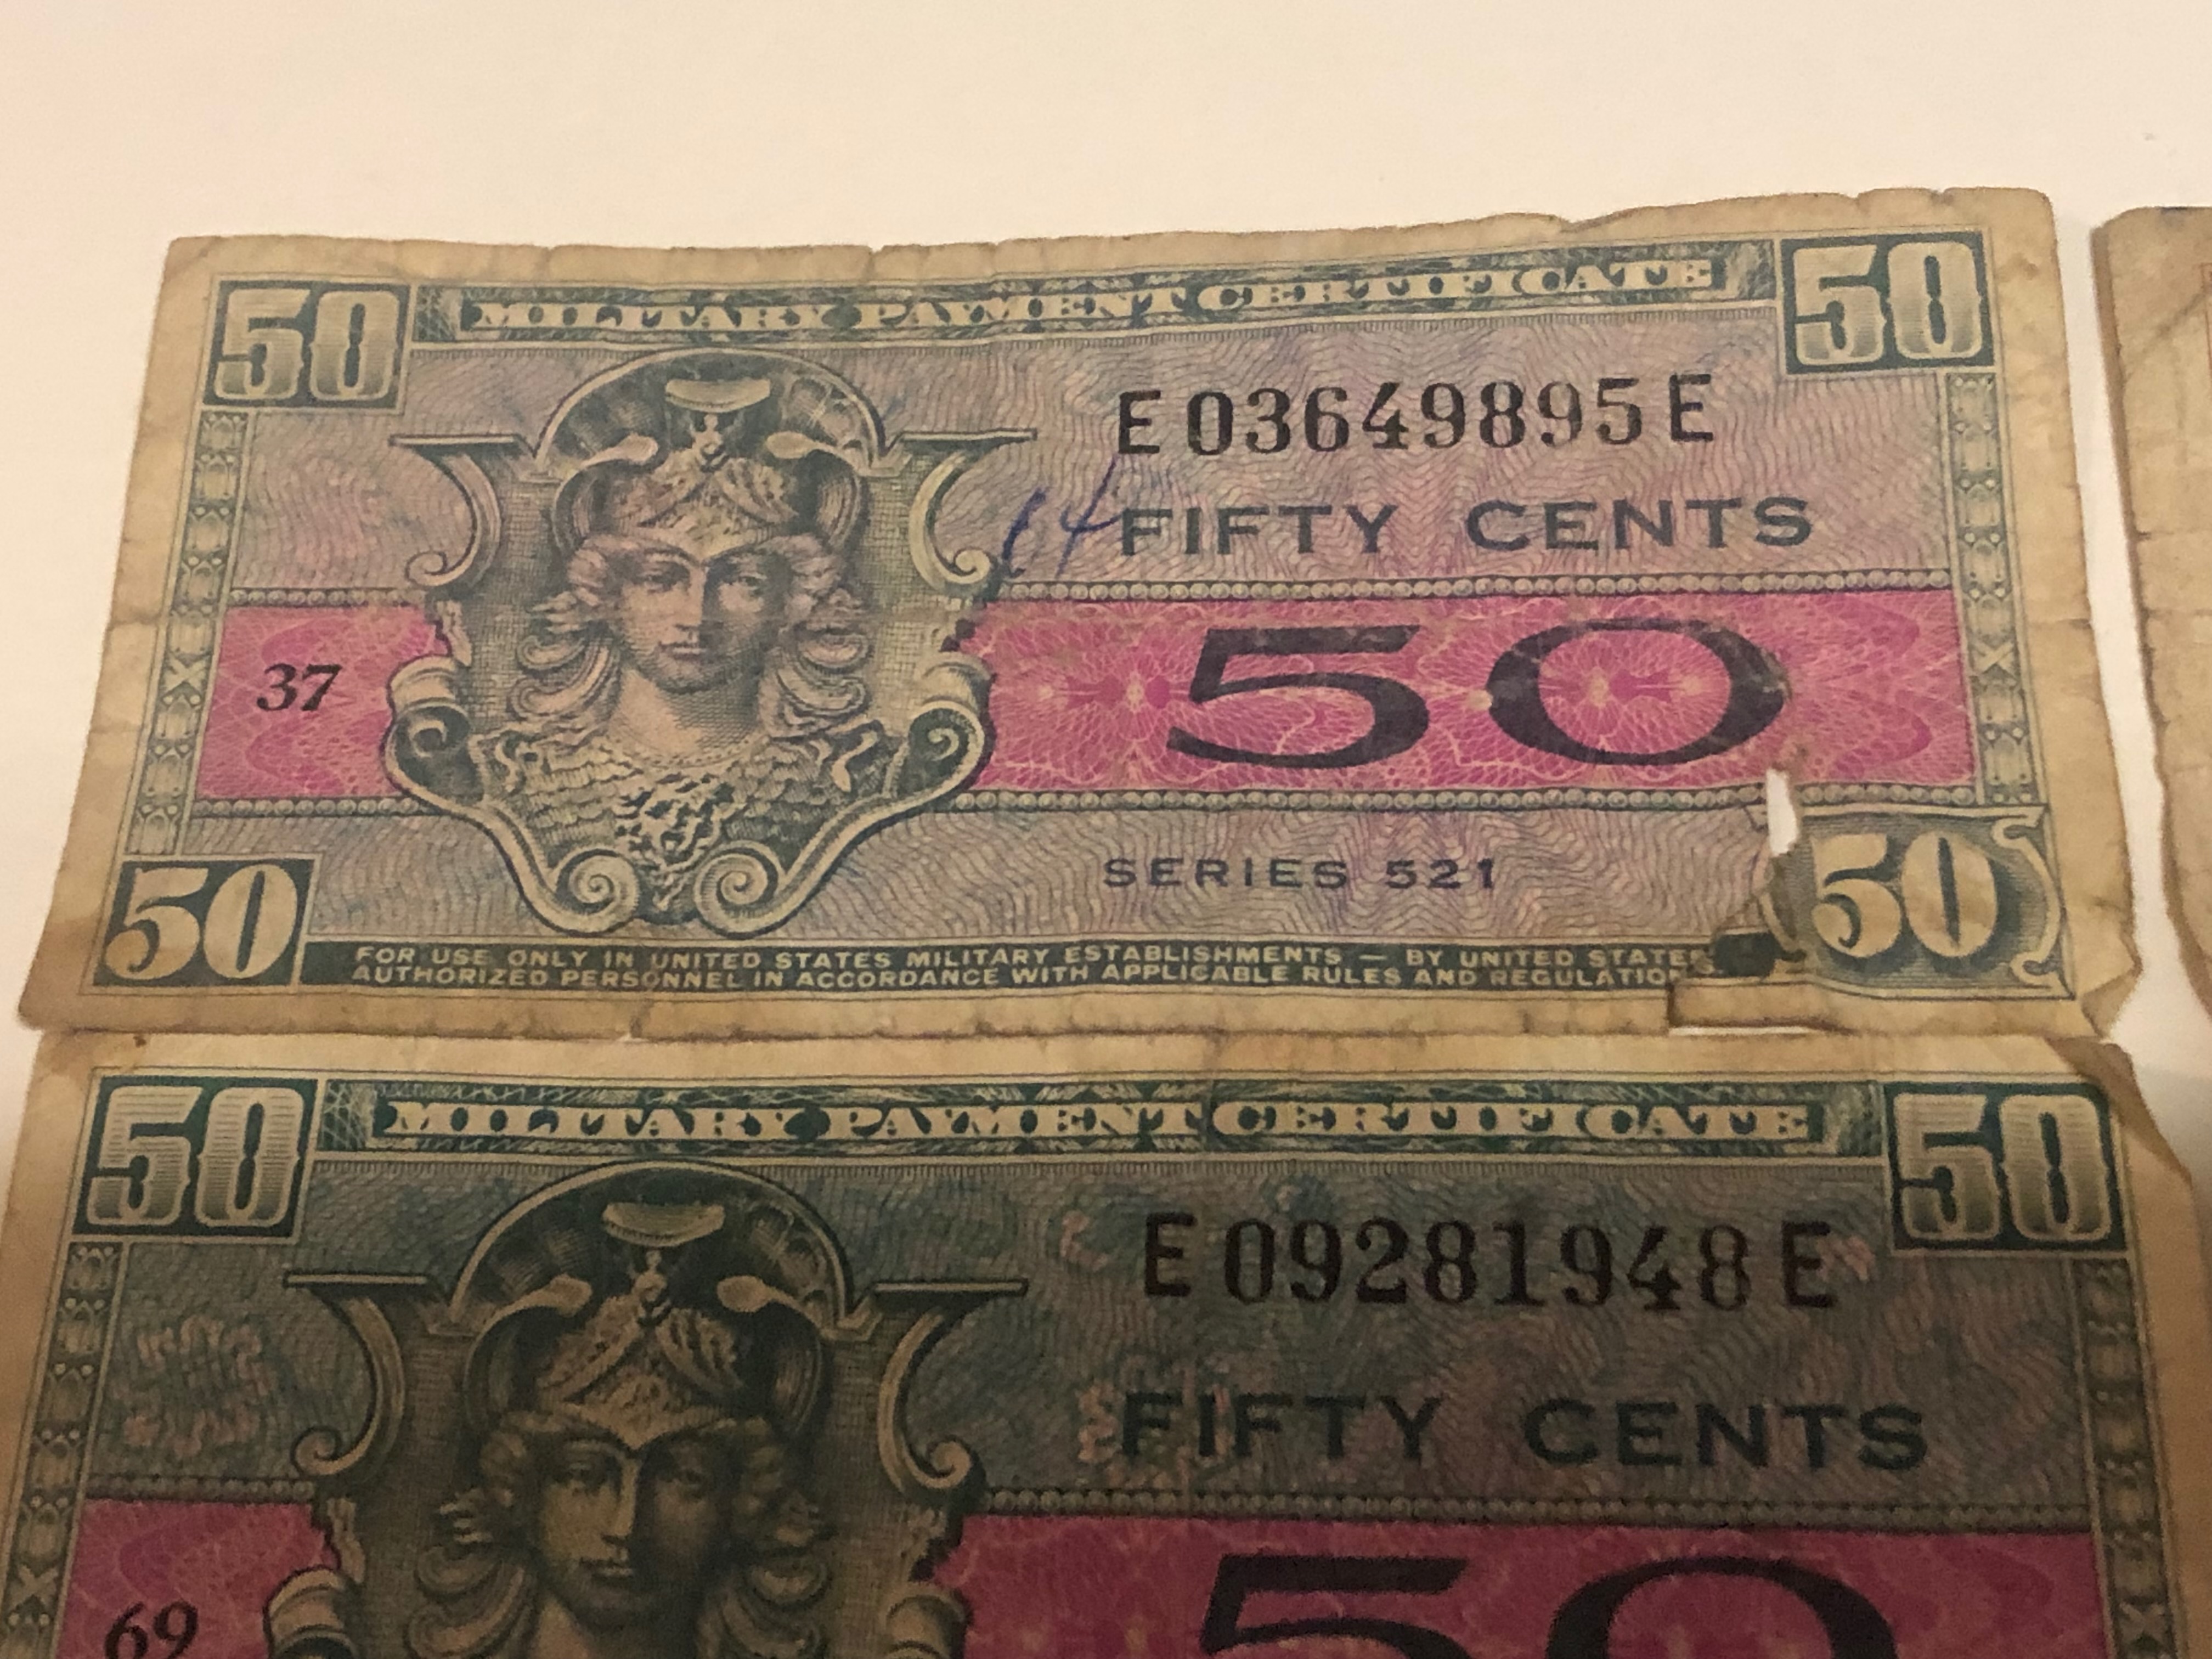 50 MILITARY PAYMENT CERTIFICATE 50
E03649895E
14
FIFTY CENTS
37
50
SERIES 521
50
50
FOR USE ONLY IN UNITED STATES MILITARY ESTABLISHMENTS — BY UNITED STATES
AUTHORIZED PERSONNEL IN ACCORDANCE WITH APPLICABLE RULES AND REGULATION
50 MILITARY PAYMENT CERTIFICATE 50
E09281948E
FIFTY CENTS
69
50